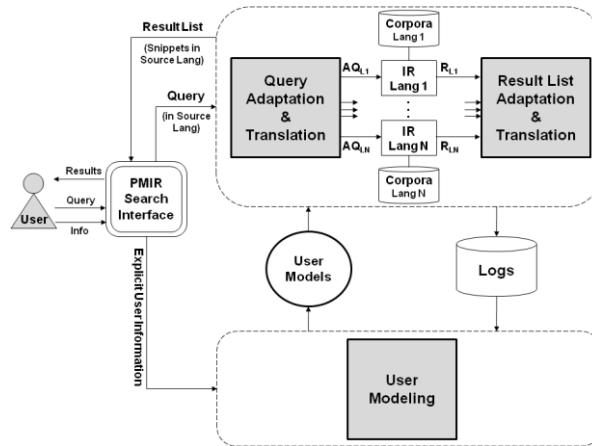 Result List
(Snippets in
Source Lang)
Query
(in Source
Lang)
Results
User
Query
Info
PMIR
Search
Interface
Explicit User Information
Query
Adaptation
&
Translation
AQL1
AQLN
Corpora
Lang 1
IR
Lang 1
IR
Lang N
Corpora
Lang N
RL1
RLN
Result List
Adaptation
&
Translation
User
Models
Logs
User
Modeling